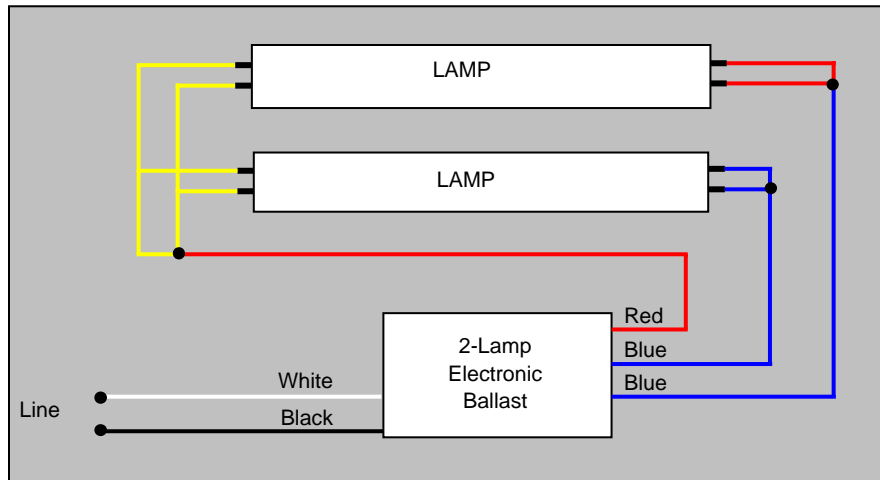 LAMP
LAMP
Red
2-Lamp
Electronic
Ballast
Blue
Blue
White
Line
Black